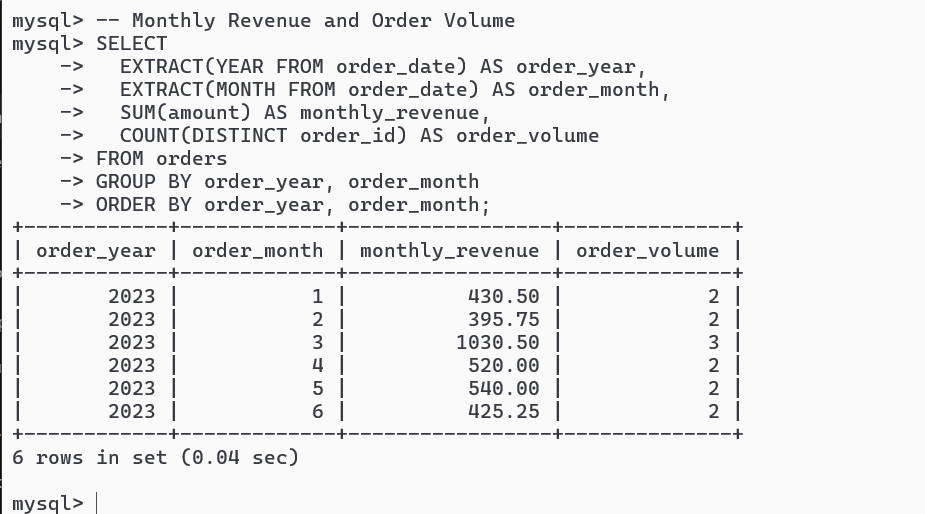 mysql> -- Monthly Revenue and Order Volume
mysql> SELECT
    ->   EXTRACT(YEAR FROM order_date) AS order_year,
    ->   EXTRACT(MONTH FROM order_date) AS order_month,
    ->   SUM(amount) AS monthly_revenue,
    ->   COUNT(DISTINCT order_id) AS order_volume
    -> FROM orders
    -> GROUP BY order_year, order_month
    -> ORDER BY order_year, order_month;
+------------+-------------+-----------------+--------------+
| order_year | order_month | monthly_revenue | order_volume |
+------------+-------------+-----------------+--------------+
|       2023 |           1 |          430.50 |            2 |
|       2023 |           2 |          395.75 |            2 |
|       2023 |           3 |         1030.50 |            3 |
|       2023 |           4 |          520.00 |            2 |
|       2023 |           5 |          540.00 |            2 |
|       2023 |           6 |          425.25 |            2 |
+------------+-------------+-----------------+--------------+
6 rows in set (0.04 sec)

mysql>